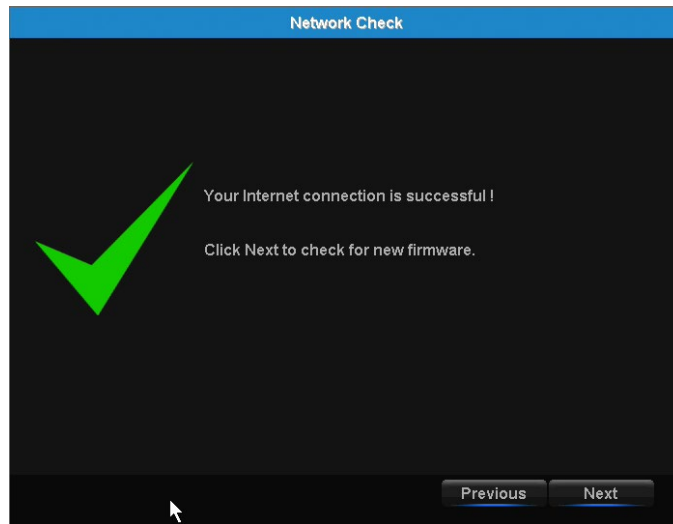 Network Check
Your Internet connection is successful !
Click Next to check for new firmware.
Previous Next